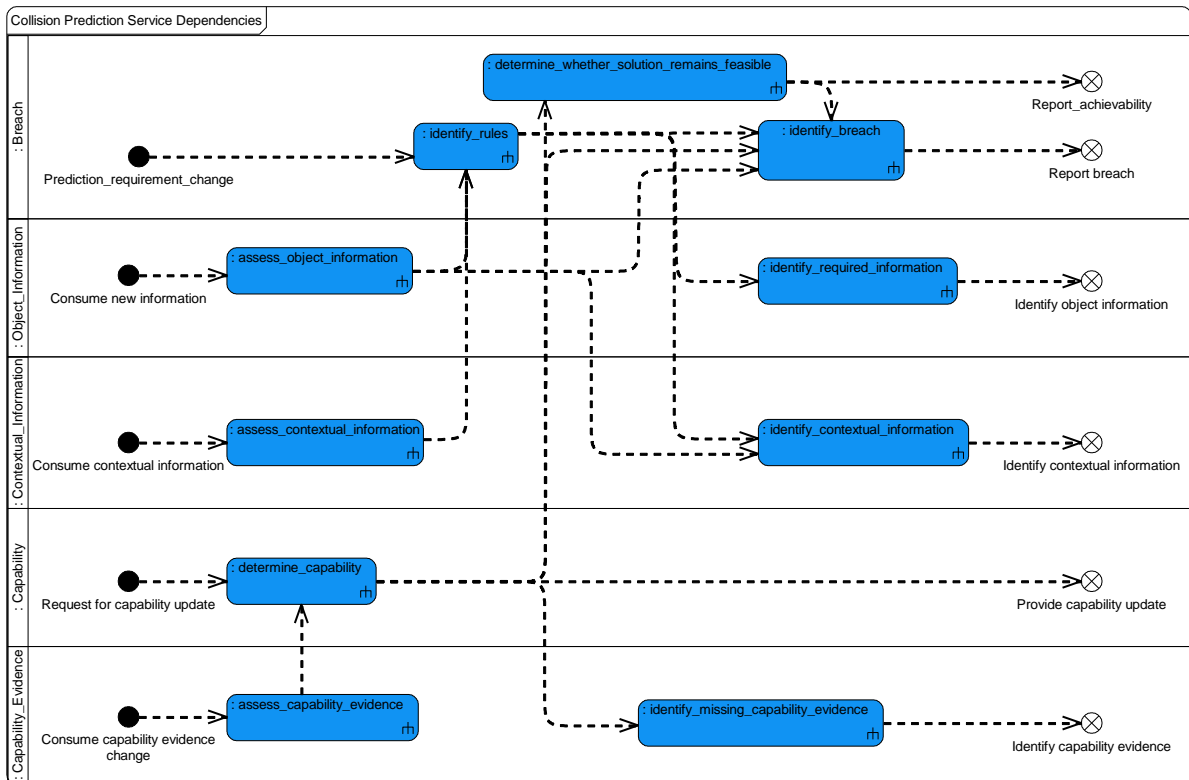 Collision Prediction Service Dependencies
: Breach
: determine_whether_solution_remains_feasible
Report_achievability
: identify_rules
: identify_breach
Prediction_requirement_change
Report breach
: Object_Information
: assess_object_information
: identify_required_information
Consume new information
Identify object information
: Contextual_Information
: assess_contextual_information
: identify_contextual_information
Consume contextual information
Identify contextual information
: Capability
: determine_capability
Request for capability update
Provide capability update
: Capability_Evidence
: assess_capability_evidence
: identify_missing_capability_evidence
Consume capability evidence
change
Identify capability evidence